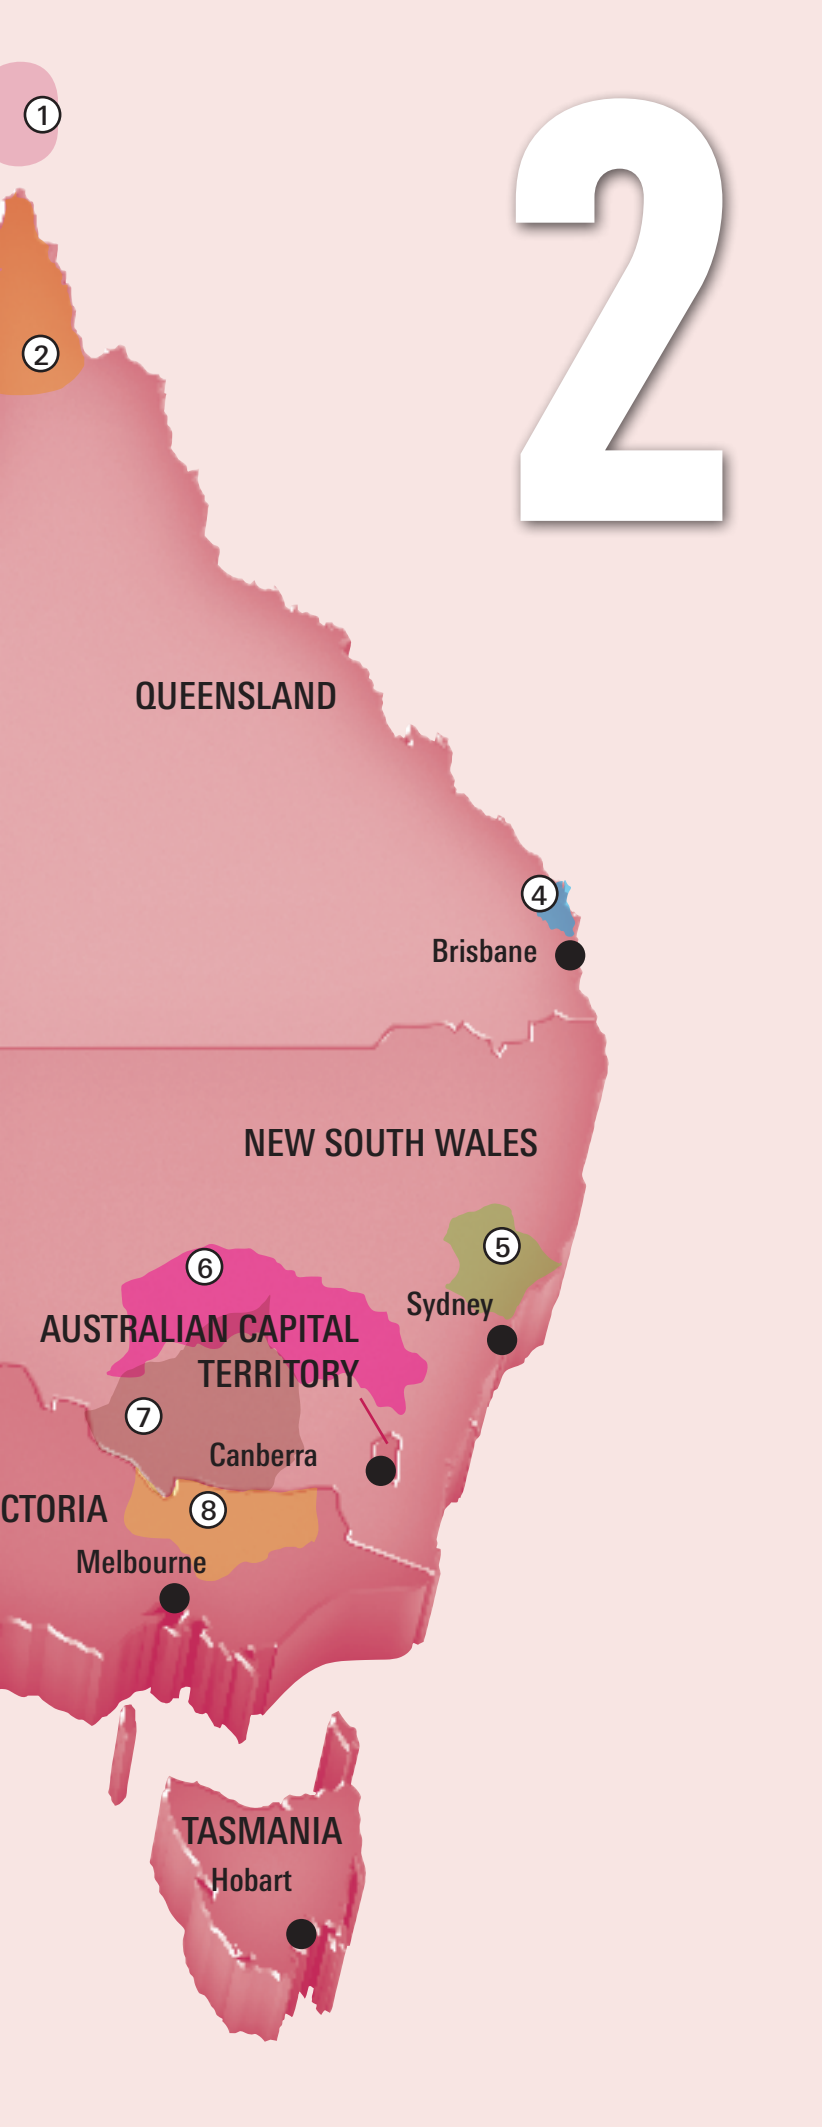 1
2
2
QUEENSLAND
4
Brisbane
NEW SOUTH WALES
5
6
Sydney
AUSTRALIAN CAPITAL
TERRITORY
7
Canberra
CTORIA
8
Melbourne
TASMANIA
Hobart